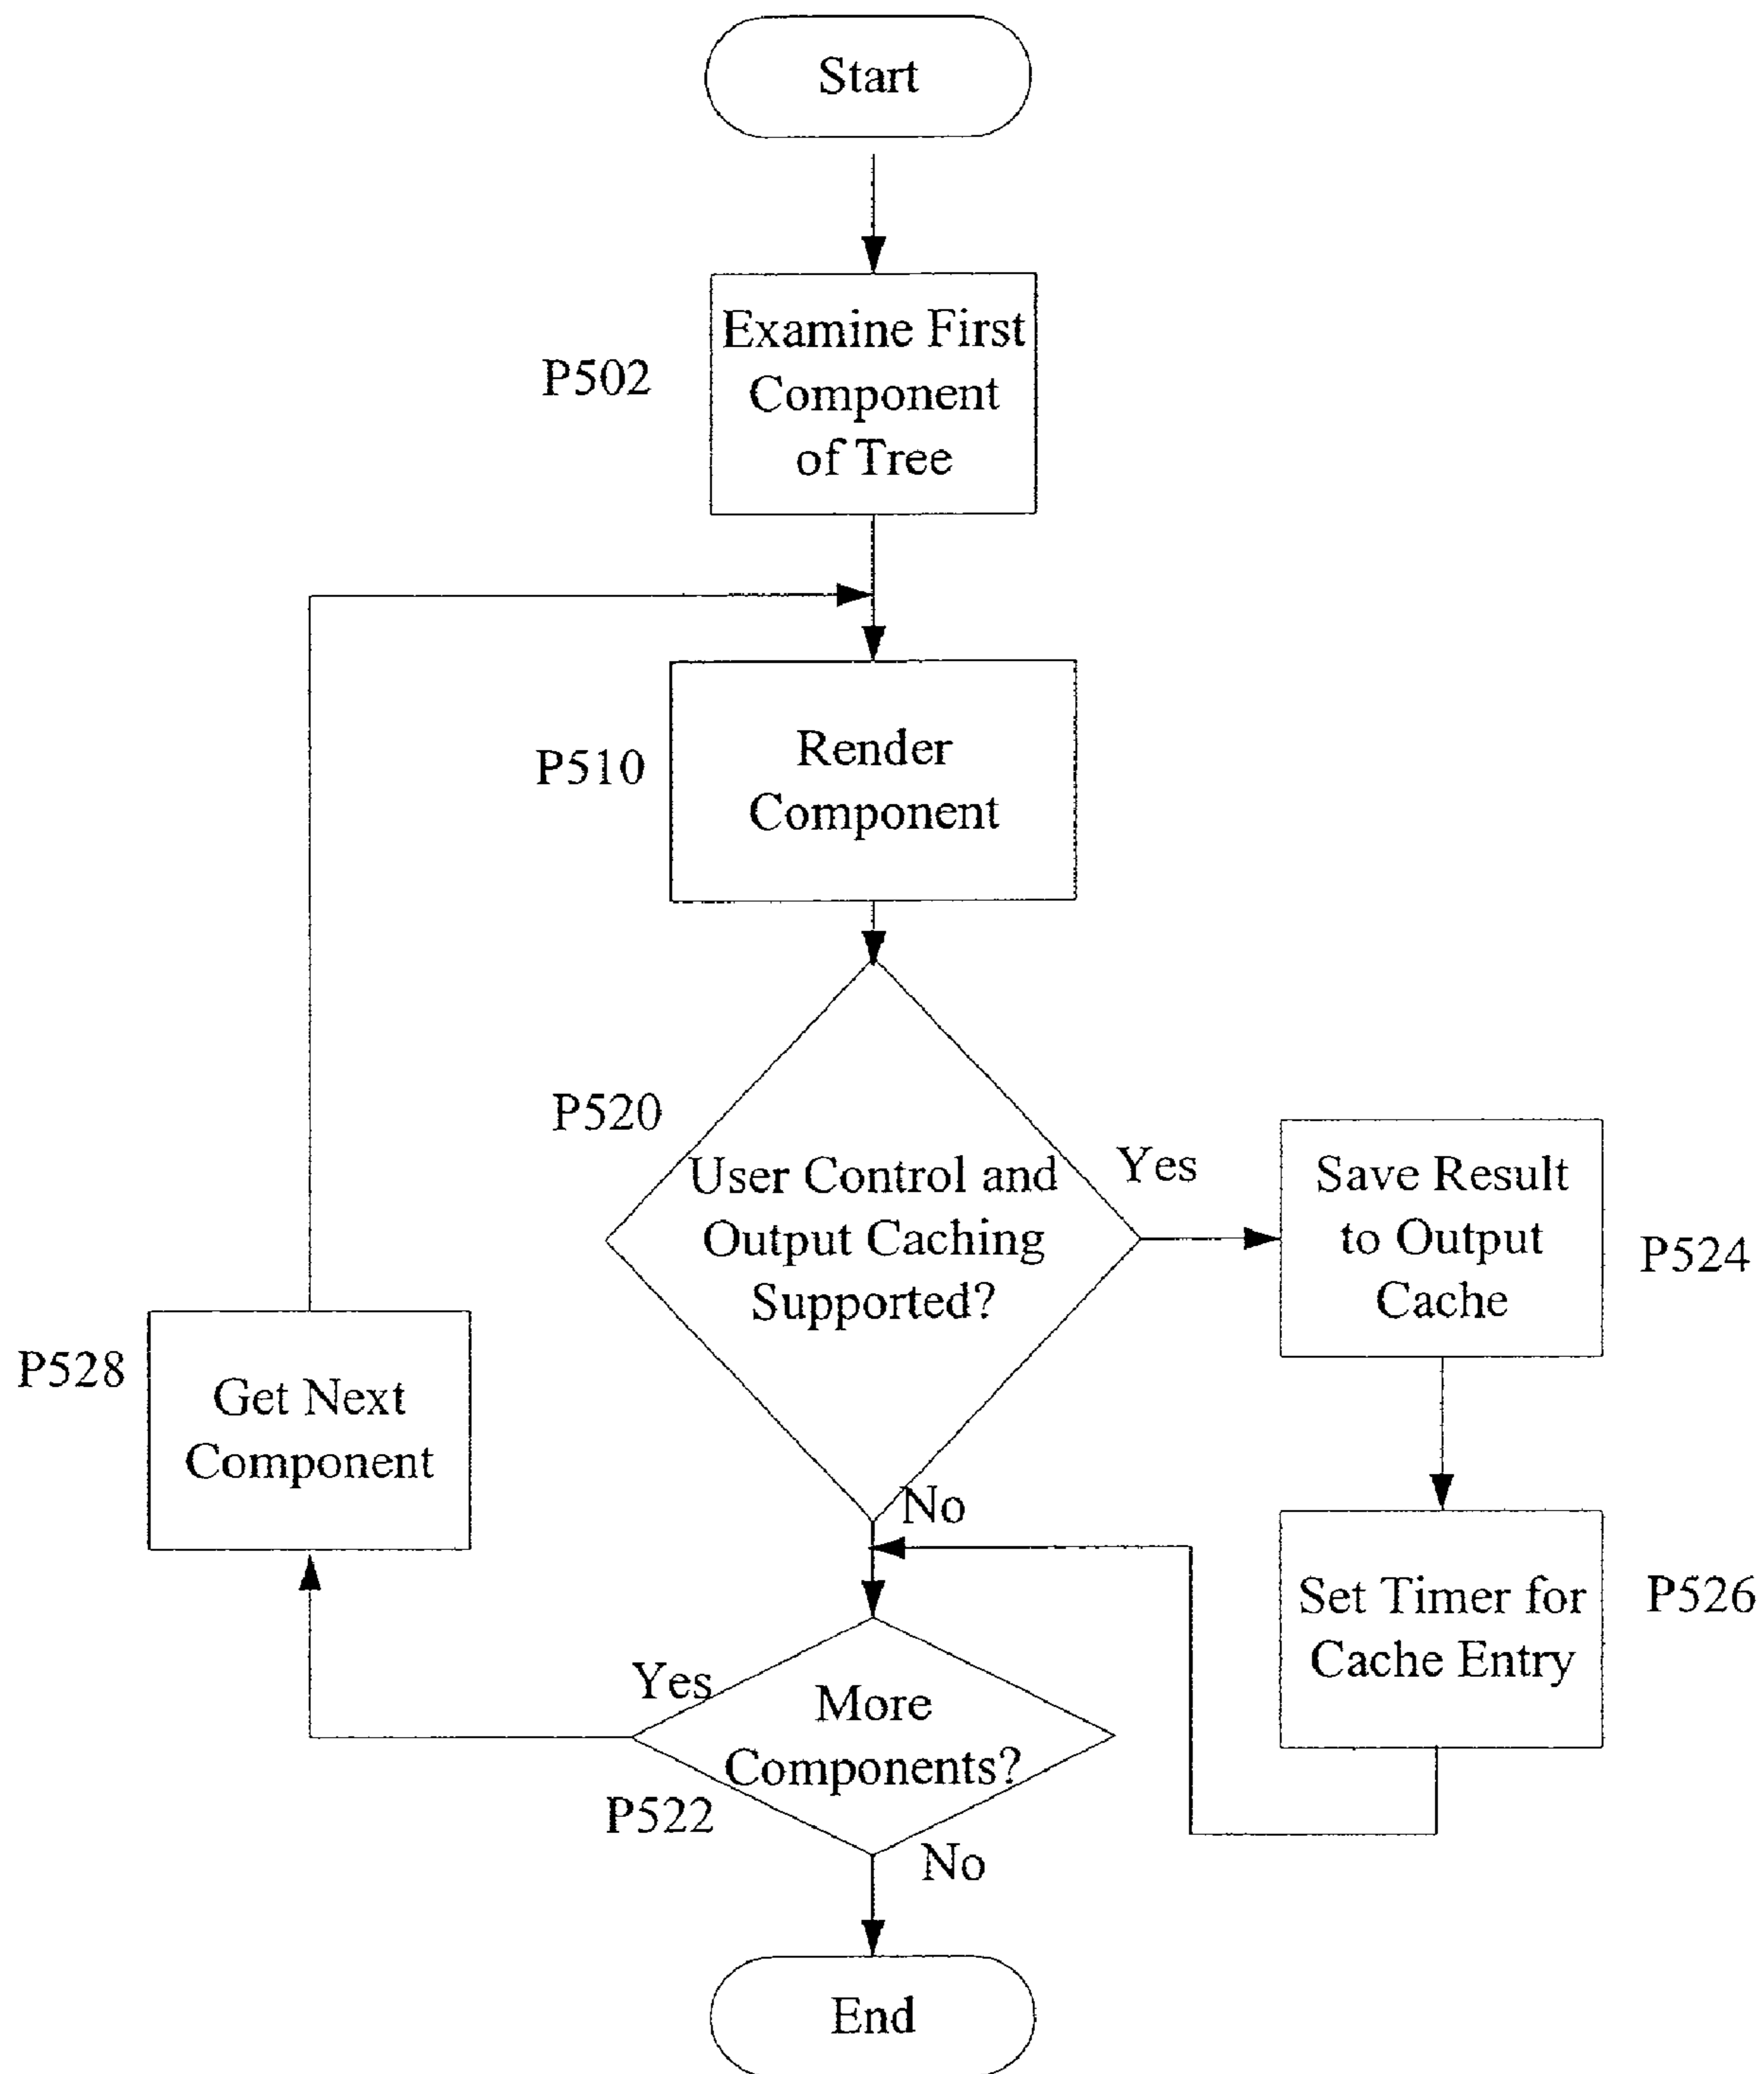 Start
Examine First
Component
of Tree
P502
Render
Component
P510
P520
User Control and
Output Caching
Supported?
Yes
No
Save Result
to Output
Cache
P524
Set Timer for
Cache Entry
P526
More
Components?
P522
Yes
No
Get Next
Component
P528
End